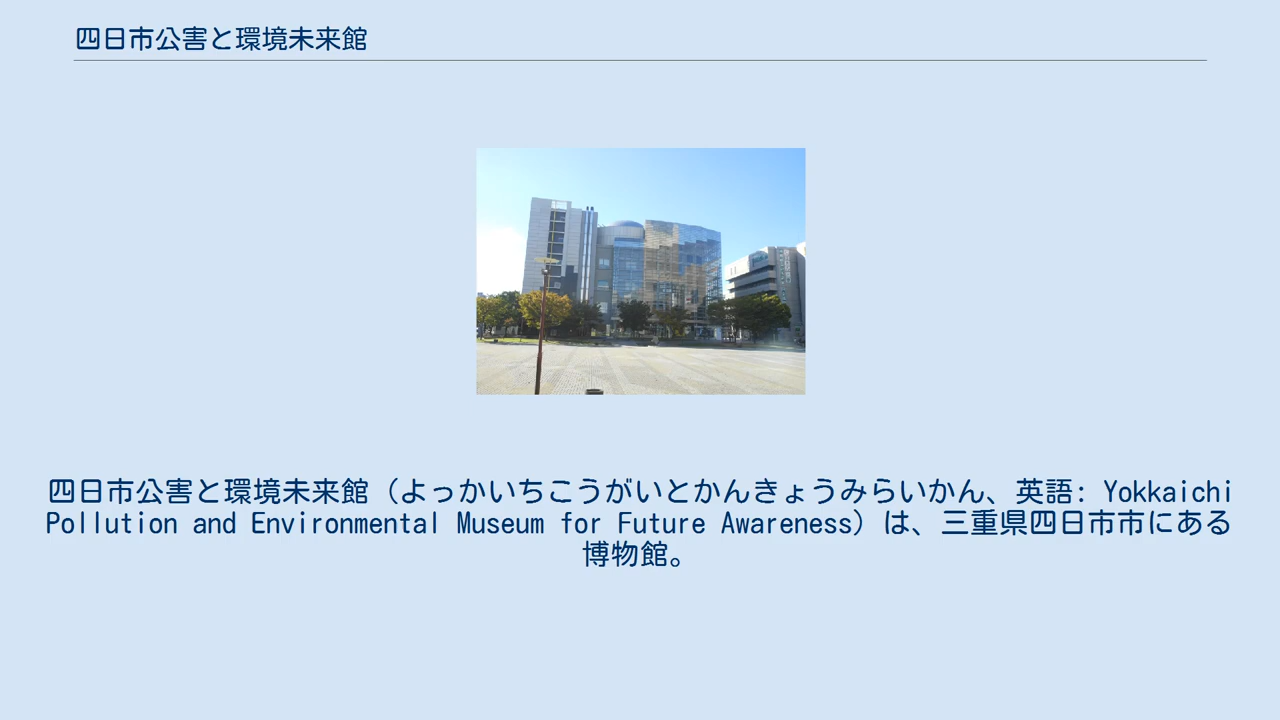 四日市公害と環境未来館
四日市公害と環境未来館（よっかいちこうがいとかんきょうみらいかん、英語: Yokkaichi
Pollution and Environmental Museum for Future Awareness）は、三重県四日市市にある
博物館。